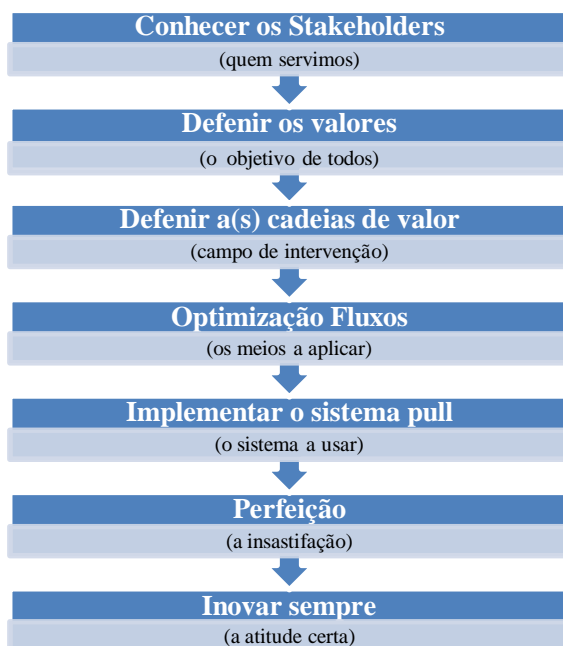 Conhecer os Stakeholders
(quem servimos)
Defenir os valores
(o objetivo de todos)
Defenir a(s) cadeias de valor
(campo de intervenção)
Optimização Fluxos
(os meios a aplicar)
Implementar o sistema pull
(o sistema a usar)
Perfeição
(a insastifação)
Inovar sempre
(a atitude certa)